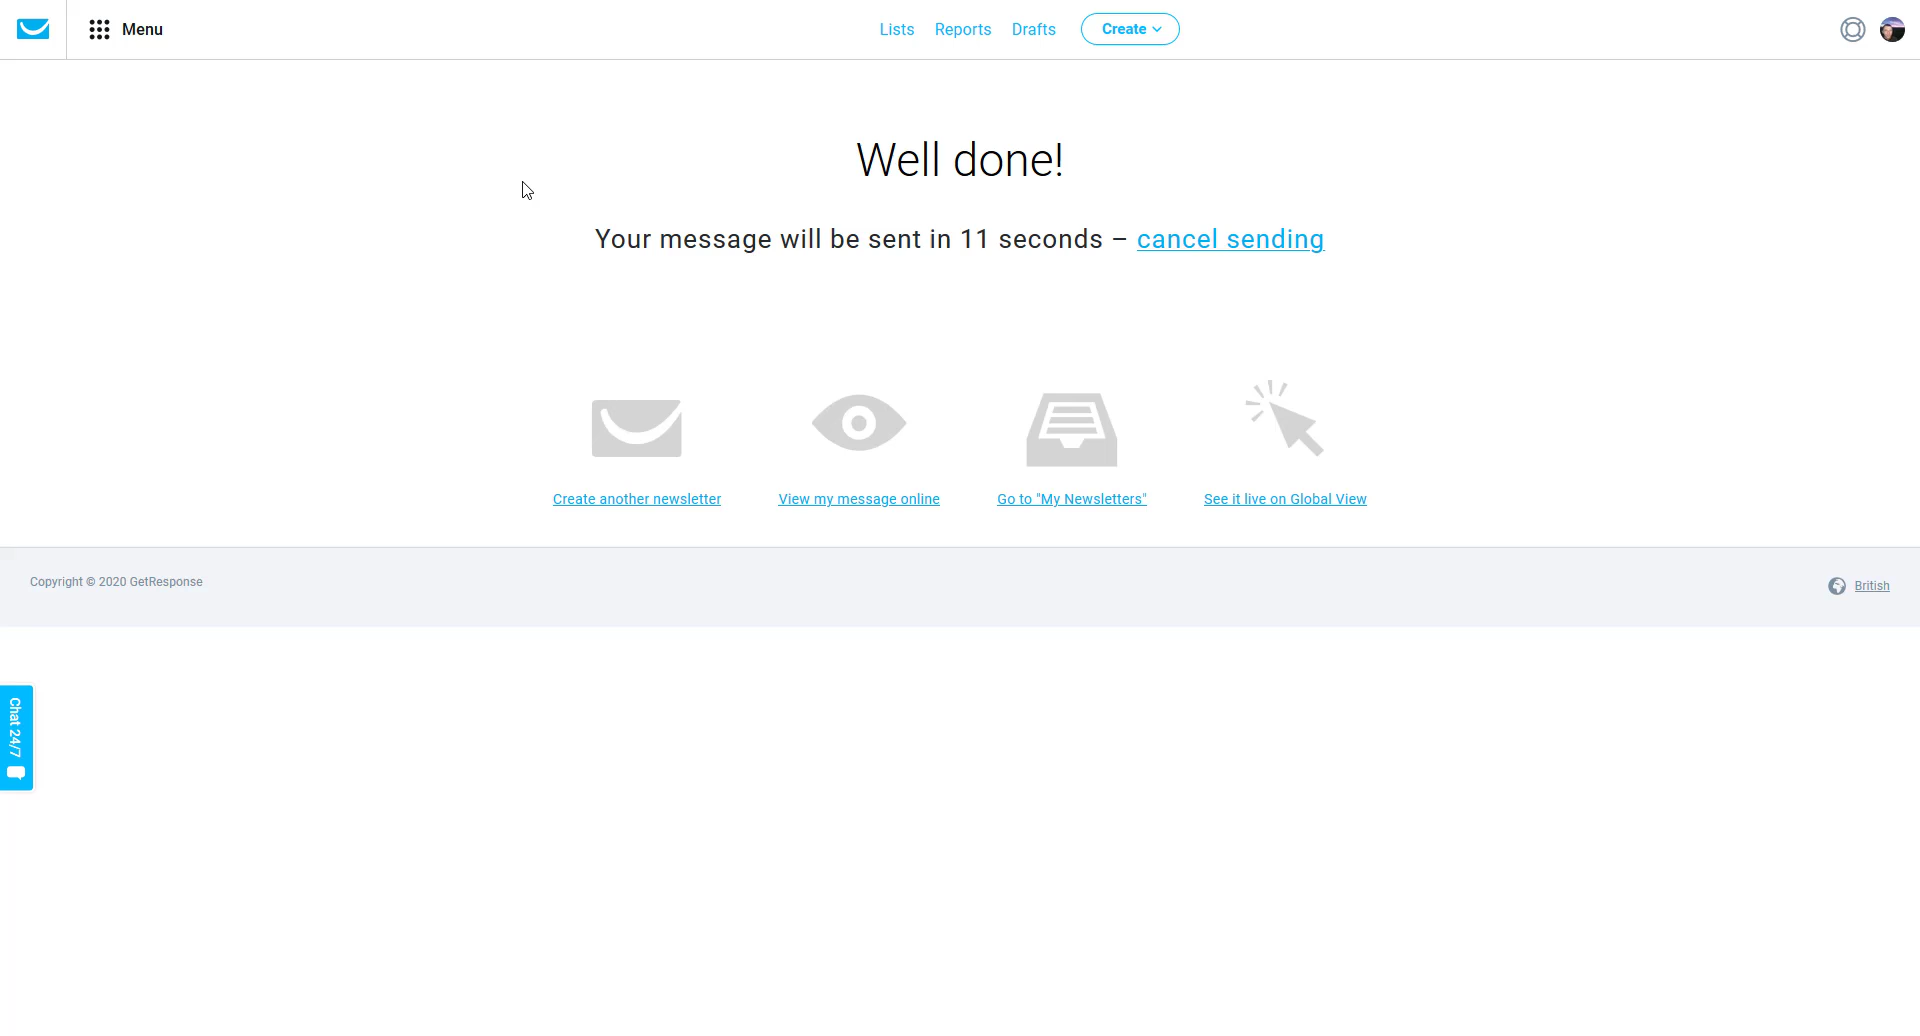 Menu
Lists
Reports
Drafts
Create
Well done!
Your message will be sent in 11 seconds – cancel sending
Create another newsletter
View my message online
Go to "My Newsletters"
See it live on Global View
Copyright © 2020 GetResponse
British
Chat 24/7